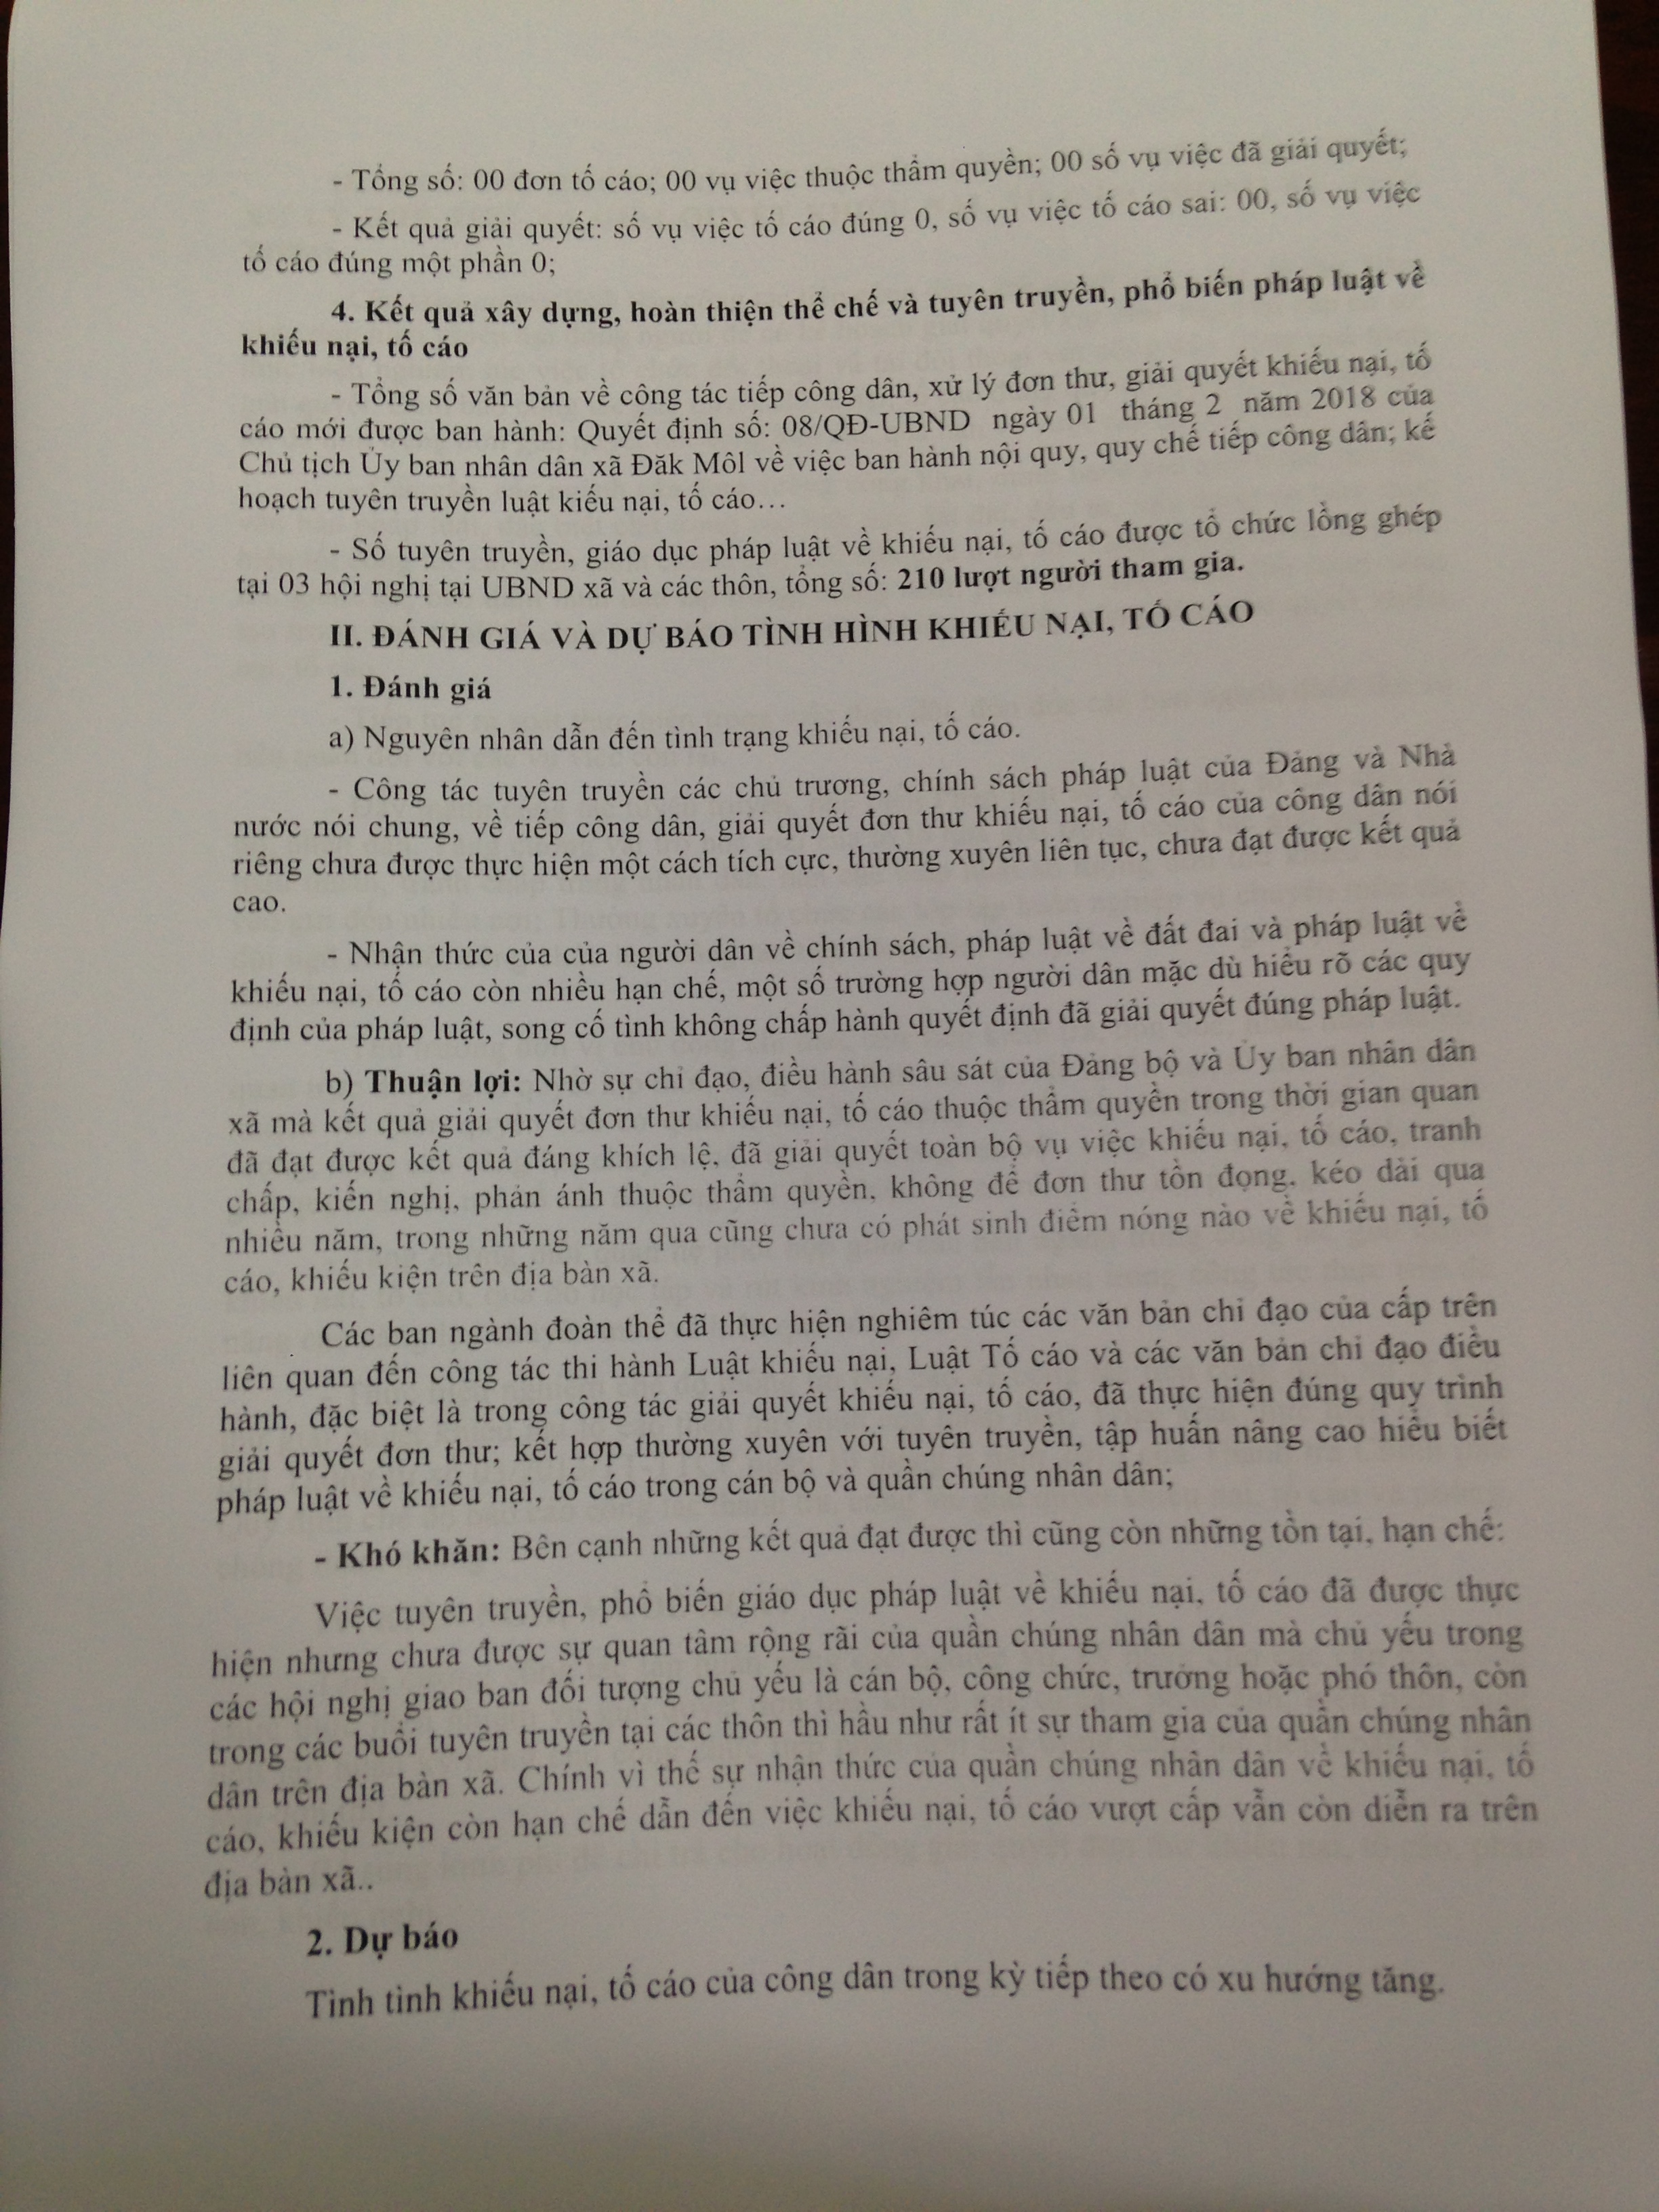 - Tổng số: 00 đơn tố cáo; 00 vụ việc thuộc thẩm quyền; 00 số vụ việc đã giải quyết;
- Kết quả giải quyết: số vụ việc tố cáo đúng 0, số vụ việc tố cáo sai: 00, số vụ việc
tố cáo đúng một phần 0;
4. Kết quả xây dựng, hoàn thiện thể chế và tuyên truyền, phổ biến pháp luật về
khiếu nại, tố cáo
- Tổng số văn bản về công tác tiếp công dân, xử lý đơn thư, giải quyết khiếu nại, tố
cáo mới được ban hành: Quyết định số: 08/QĐ-UBND ngày 01 tháng 2 năm 2018 của
Chủ tịch Ủy ban nhân dân xã Đăk Môl về việc ban hành nội quy, quy chế tiếp công dân; kế
hoạch tuyên truyền luật kiếu nại, tố cáo…
- Số tuyên truyền, giáo dục pháp luật về khiếu nại, tố cáo được tổ chức lồng ghép
tại 03 hội nghị tại UBND xã và các thôn, tổng số: 210 lượt người tham gia.
II. ĐÁNH GIÁ VÀ DỰ BÁO TÌNH HÌNH KHIẾU NẠI, TỐ CÁO
1. Đánh giá
a) Nguyên nhân dẫn đến tình trạng khiếu nại, tố cáo.
- Công tác tuyên truyền các chủ trương, chính sách pháp luật của Đảng và Nhà
nước nói chung, về tiếp công dân, giải quyết đơn thư khiếu nại, tố cáo của công dân nói
riêng chưa được thực hiện một cách tích cực, thường xuyên liên tục, chưa đạt được kết quả
cao.
- Nhận thức của của người dân về chính sách, pháp luật về đất đai và pháp luật về
khiếu nại, tố cáo còn nhiều hạn chế, một số trường hợp người dân mặc dù hiểu rõ các quy
định của pháp luật, song cố tình không chấp hành quyết định đã giải quyết đúng pháp luật.
b) Thuận lợi: Nhờ sự chỉ đạo, điều hành sâu sát của Đảng bộ và Ủy ban nhân dân
xã mà kết quả giải quyết đơn thư khiếu nại, tố cáo thuộc thẩm quyền trong thời gian quan
đã đạt được kết quả đáng khích lệ, đã giải quyết toàn bộ vụ việc khiếu nại, tố cáo, tranh
chấp, kiến nghị, phản ánh thuộc thẩm quyền, không để đơn thư tồn đọng, kéo dài qua
nhiều năm, trong những năm qua cũng chưa có phát sinh điểm nóng nào về khiếu nại, tố
cáo, khiếu kiện trên địa bàn xã.
Các ban ngành đoàn thể đã thực hiện nghiêm túc các văn bản chỉ đạo của cấp trên
liên quan đến công tác thi hành Luật khiếu nại, Luật Tố cáo và các văn bản chỉ đạo điều
hành, đặc biệt là trong công tác giải quyết khiếu nại, tố cáo, đã thực hiện đúng quy trình
giải quyết đơn thư; kết hợp thường xuyên với tuyên truyền, tập huấn nâng cao hiểu biết
pháp luật về khiếu nại, tố cáo trong cán bộ và quần chúng nhân dân;
- Khó khăn: Bên cạnh những kết quả đạt được thì cũng còn những tồn tại, hạn chế:
Việc tuyên truyền, phổ biến giáo dục pháp luật về khiếu nại, tố cáo đã được thực
hiện nhưng chưa được sự quan tâm rộng rãi của quần chúng nhân dân mà chủ yếu trong
các hội nghị giao ban đối tượng chủ yếu là cán bộ, công chức, trưởng hoặc phó thôn, còn
trong các buổi tuyên truyền tại các thôn thì hầu như rất ít sự tham gia của quần chúng nhân
dân trên địa bàn xã. Chính vì thế sự nhận thức của quần chúng nhân dân về khiếu nại, tố
cáo, khiếu kiện còn hạn chế dẫn đến việc khiếu nại, tố cáo vượt cấp vẫn còn diễn ra trên
địa bàn xã..
2. Dự báo
Tình tình khiếu nại, tố cáo của công dân trong kỳ tiếp theo có xu hướng tăng.